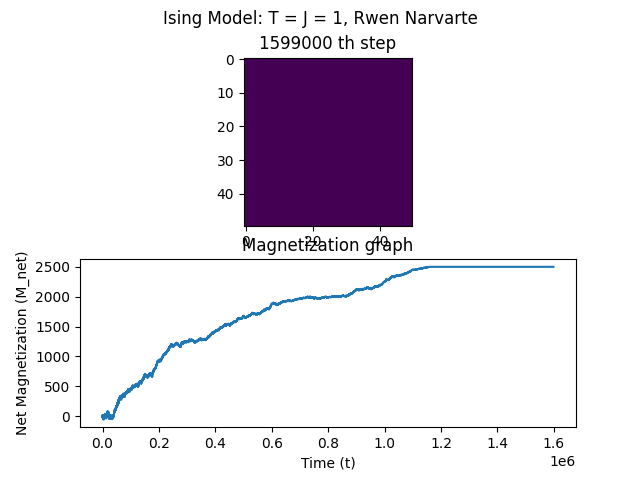 Ising Model: T = J = 1, Rwen Narvarte
1599000 th step
0
10
20
30
40
0 20 40
Magnetization graph
Net Magnetization (M_net)
2500
2000
1500
1000
500
0
0.0 0.2 0.4 0.6 0.8 1.0 1.2 1.4 1.6
1e6
Time (t)